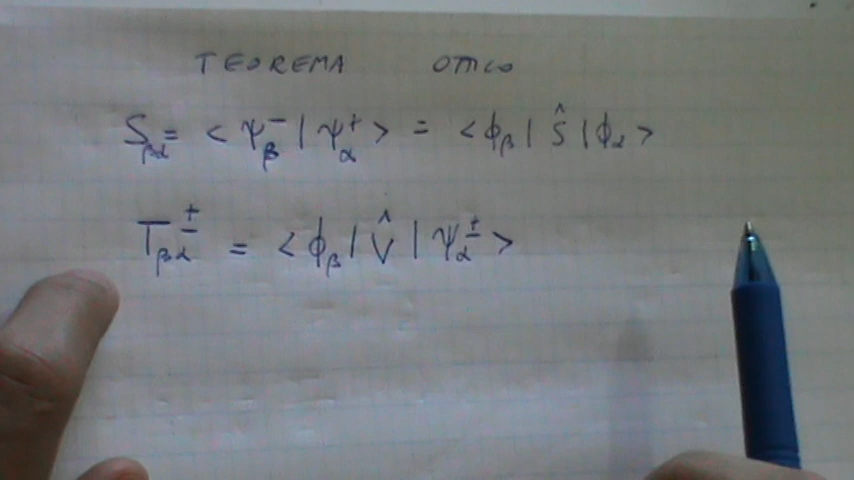 TEOREMA OTTICO
S_βα = < ψ_β^- | ψ_α^+ > = < ϕ_β | Ŝ | ϕ_α >
T_βα^± = < ϕ_β | V̂ | ψ_α^± >